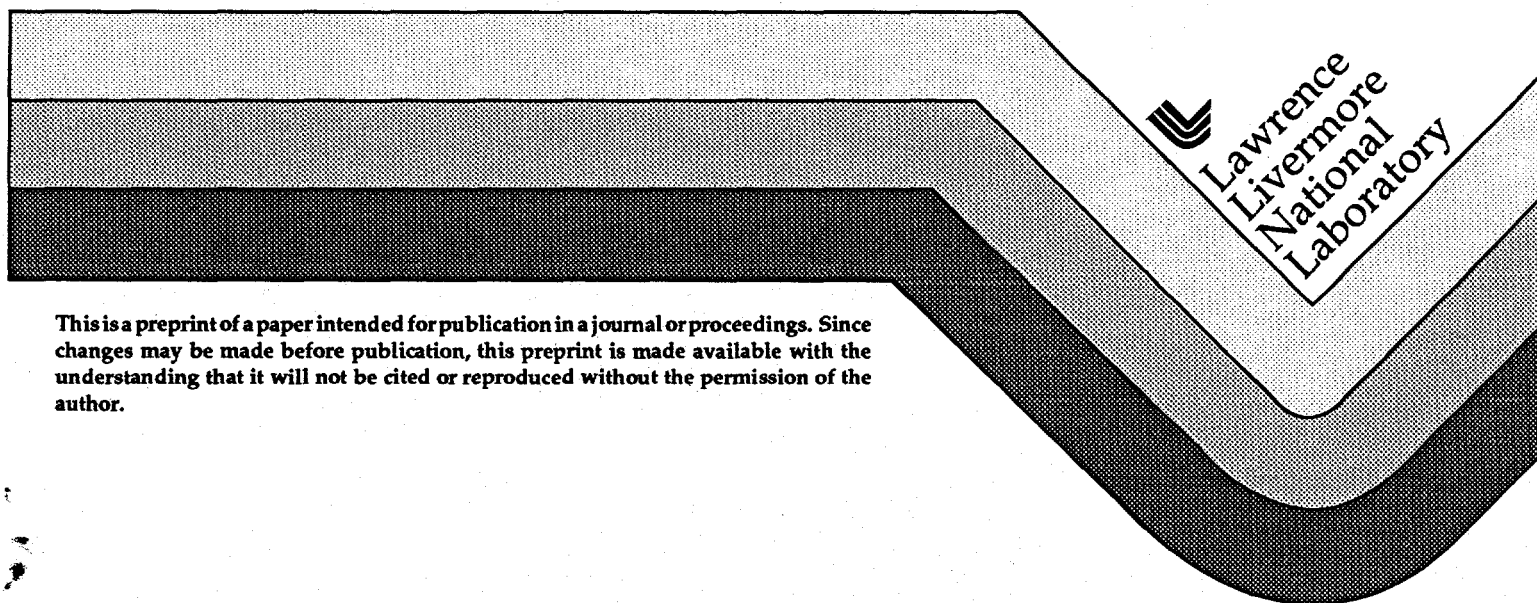 Lawrence
Livermore
National
Laboratory
This is a preprint of a paper intended for publication in a journal or proceedings. Since
changes may be made before publication, this preprint is made available with the
understanding that it will not be cited or reproduced without the permission of the
author.